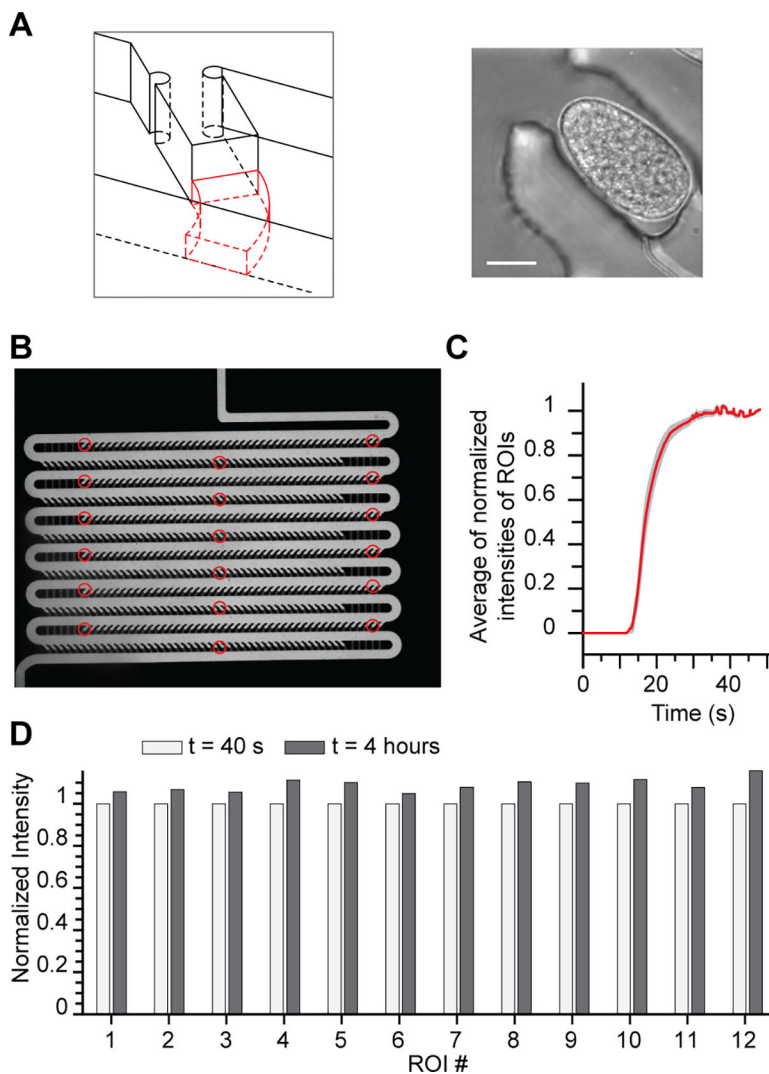 A
B
C
Average of normalized
intensities of ROIs
1
0.8
0.6
0.4
0.2
0
0 20 40
Time (s)
D
t = 40 s t = 4 hours
Normalized Intensity
1
0.8
0.6
0.4
0.2
0
1 2 3 4 5 6 7 8 9 10 11 12
ROI #